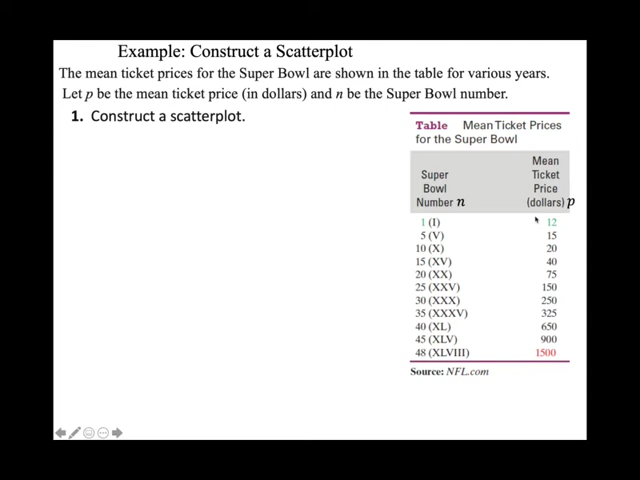 Example: Construct a Scatterplot
The mean ticket prices for the Super Bowl are shown in the table for various years.
Let p be the mean ticket price (in dollars) and n be the Super Bowl number.
1. Construct a scatterplot.
Table Mean Ticket Prices
for the Super Bowl
Mean
Super Ticket
Bowl Price
Number n (dollars) p
1 (I) 12
5 (V) 15
10 (X) 20
15 (XV) 40
20 (XX) 75
25 (XXV) 150
30 (XXX) 250
35 (XXXV) 325
40 (XL) 650
45 (XLV) 900
48 (XLVIII) 1500
Source: NFL.com